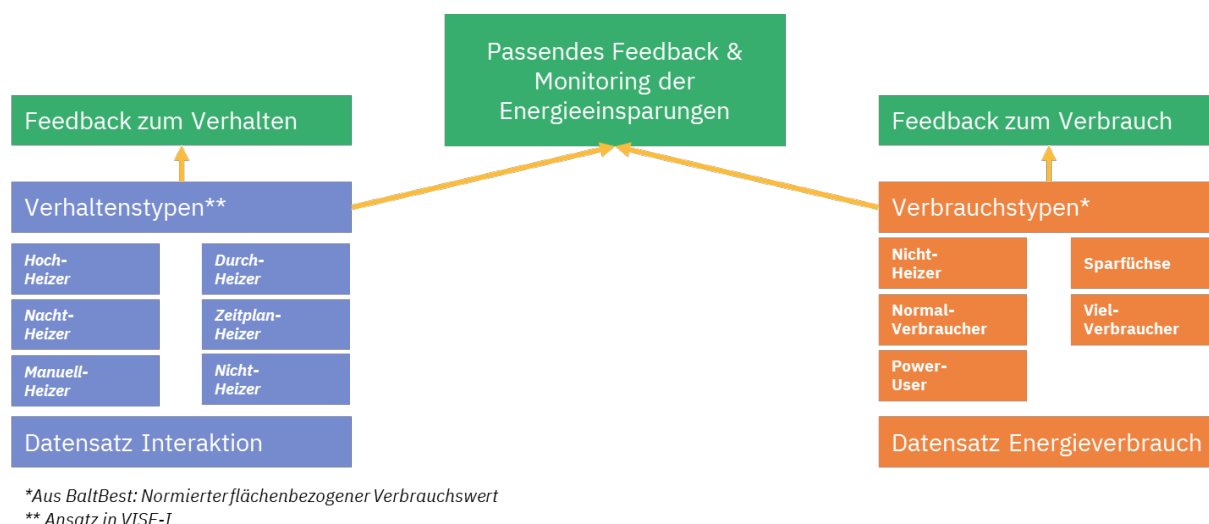 Passendes Feedback &
Monitoring der
Energieeinsparungen
Feedback zum Verhalten
Feedback zum Verbrauch
Verhaltenstypen**
Verbrauchstypen*
Hoch-
Heizer
Durch-
Heizer
Nacht-
Heizer
Zeitplan-
Heizer
Manuell-
Heizer
Nicht-
Heizer
Nicht-
Heizer
Sparfüchse
Normal-
Verbraucher
Viel-
Verbraucher
Power-
User
Datensatz Interaktion
Datensatz Energieverbrauch
*Aus BaltBest: Normierter flächenbezogener Verbrauchswert
** Ansatz in VISE-I